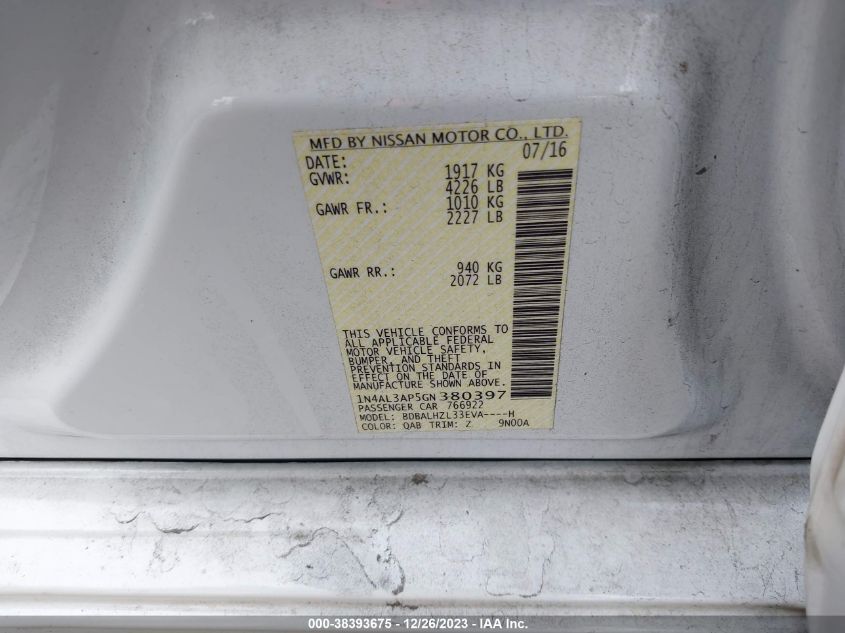 MFD BY NISSAN MOTOR CO., LTD.
DATE: 07/16
GVWR: 1917 KG
4226 LB
GAWR FR.: 1010 KG
2227 LB
GAWR RR.: 940 KG
2072 LB
THIS VEHICLE CONFORMS TO
ALL APPLICABLE FEDERAL
MOTOR VEHICLE SAFETY,
BUMPER, AND THEFT
PREVENTION STANDARDS IN
EFFECT ON THE DATE OF
MANUFACTURE SHOWN ABOVE.
1N4AL3AP5GN380397
PASSENGER CAR 766922
MODEL: BDBALHZL33EVA----H
COLOR: QAB TRIM: Z 9N00A
000-38393675 - 12/26/2023 - IAA Inc.